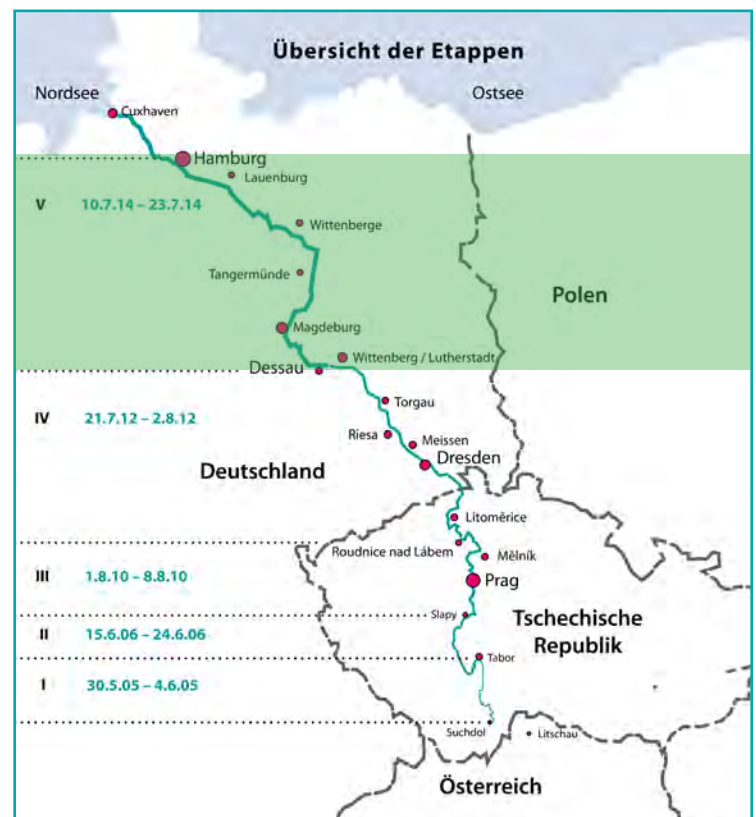 Übersicht der Etappen
Nordsee
Ostsee
Cuxhaven
Hamburg
Lauenburg
V 10.7.14 – 23.7.14
Wittenberge
Tangermünde
Polen
Magdeburg
Wittenberg / Lutherstadt
Dessau
Torgau
IV 21.7.12 – 2.8.12
Riesa
Meissen
Dresden
Deutschland
Litoměrice
Roudnice nad Lábem
Mělník
III 1.8.10 – 8.8.10
Prag
Slapy
Tschechische
Republik
II 15.6.06 – 24.6.06
Tabor
I 30.5.05 – 4.6.05
Suchdol
Litschau
Österreich